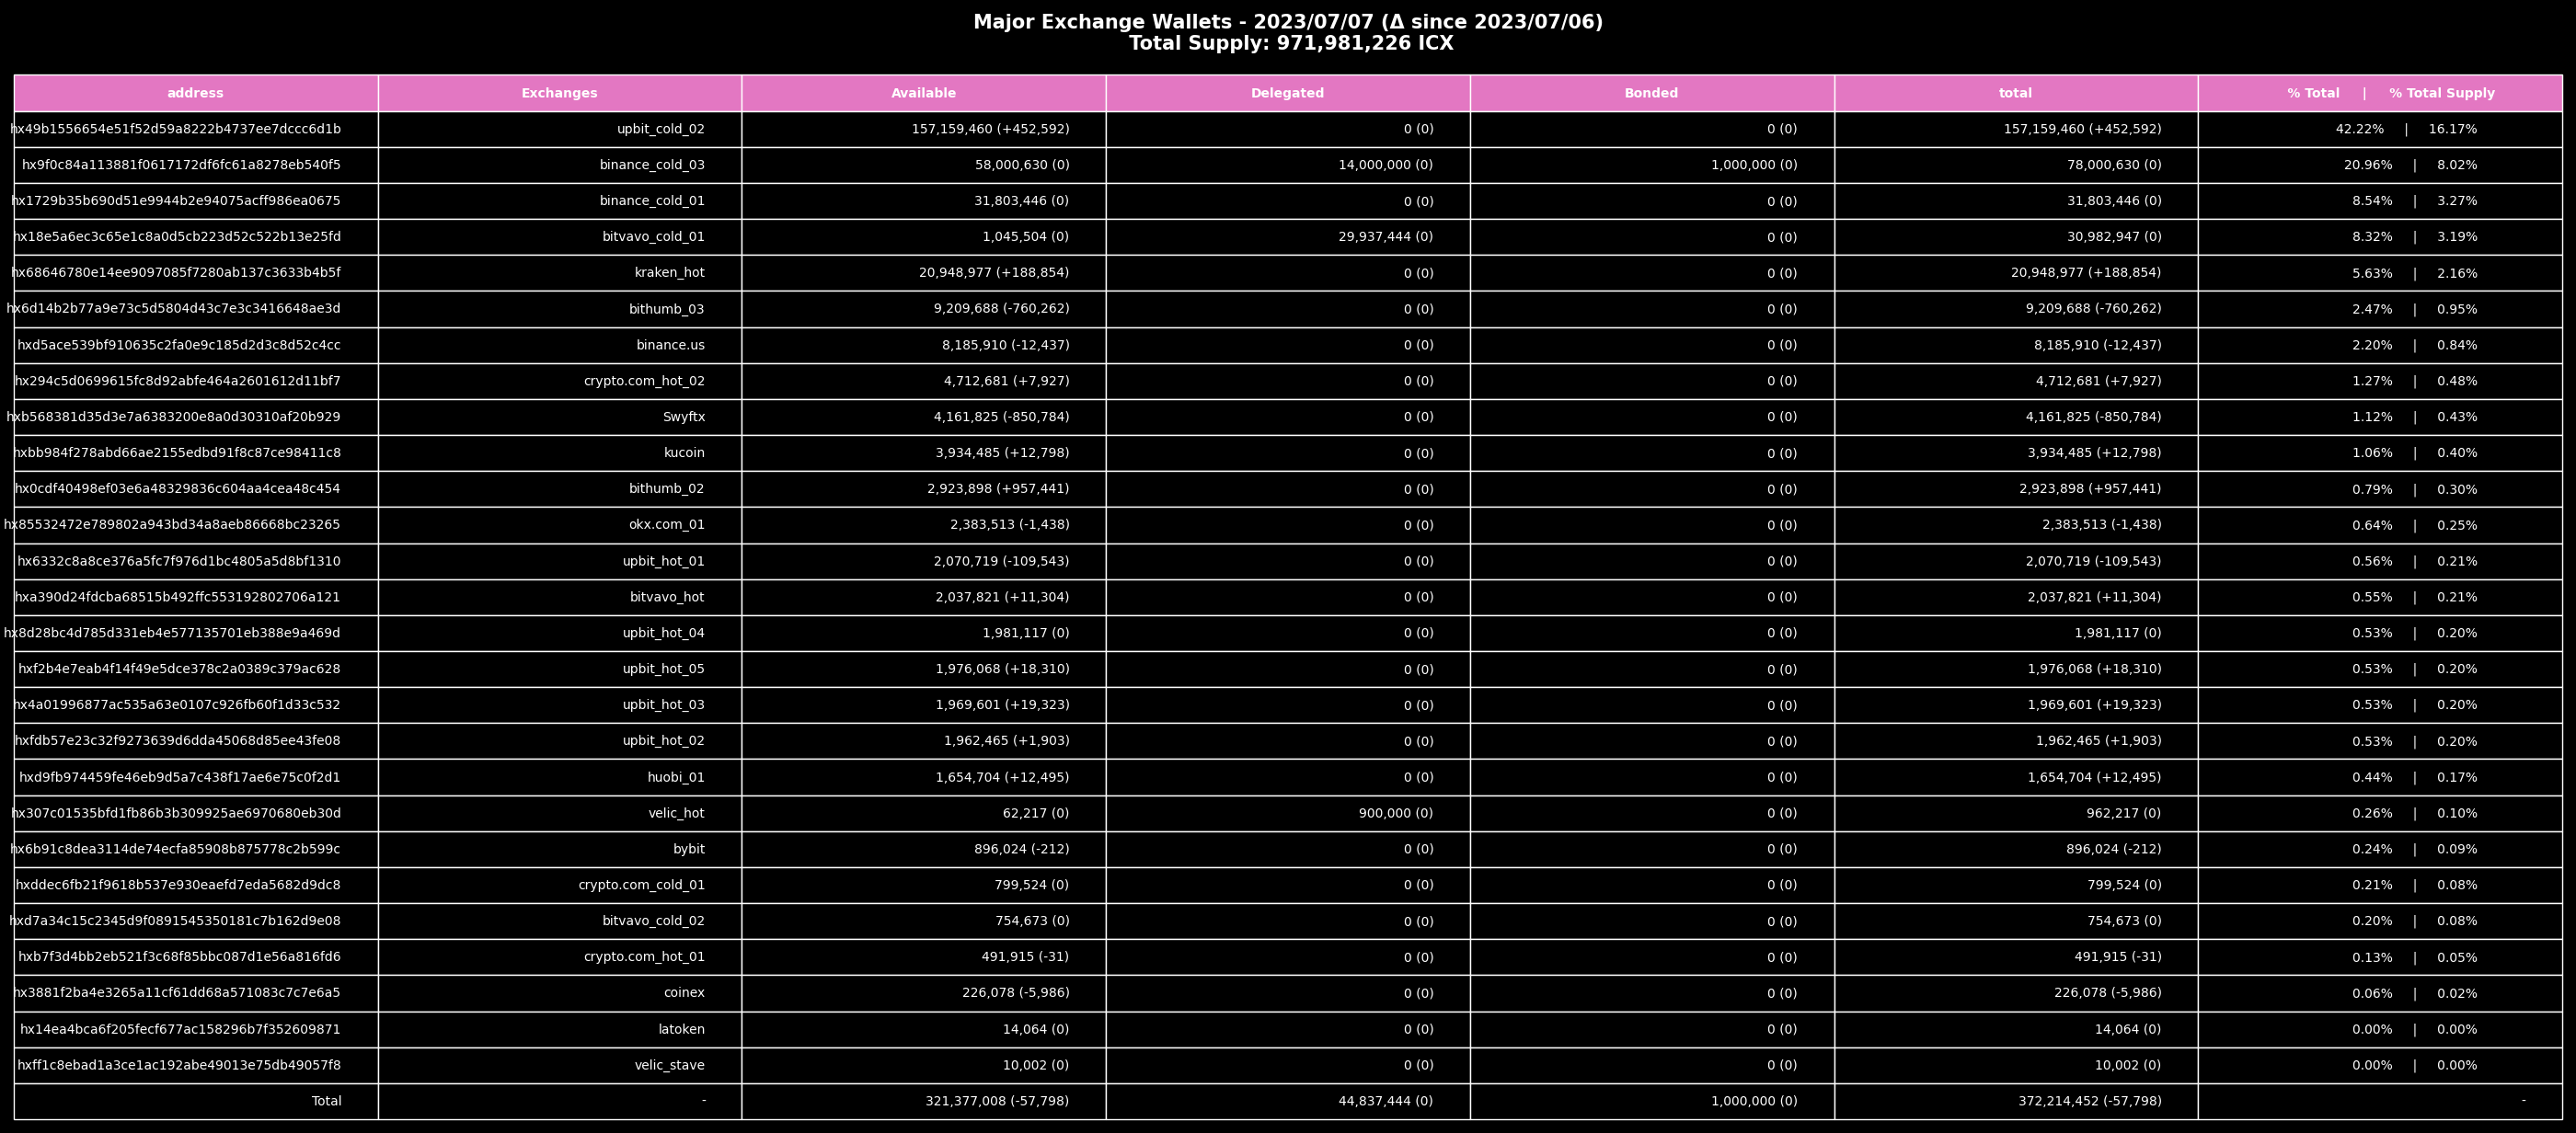 Major Exchange Wallets - 2023/07/07 (Δ since 2023/07/06)
Total Supply: 971,981,226 ICX
address Exchanges Available Delegated Bonded total % Total | % Total Supply
hx49b1556654e51f52d59a8222b4737ee7dccc6d1b upbit_cold_02 157,159,460 (+452,592) 0 (0) 0 (0) 157,159,460 (+452,592) 42.22% | 16.17%
hx9f0c84a113881f0617172df6fc61a8278eb540f5 binance_cold_03 58,000,630 (0) 14,000,000 (0) 1,000,000 (0) 78,000,630 (0) 20.96% | 8.02%
hx1729b35b690d51e9944b2e94075acff986ea0675 binance_cold_01 31,803,446 (0) 0 (0) 0 (0) 31,803,446 (0) 8.54% | 3.27%
hx18e5a6ec3c65e1c8a0d5cb223d52c522b13e25fd bitvavo_cold_01 1,045,504 (0) 29,937,444 (0) 0 (0) 30,982,947 (0) 8.32% | 3.19%
hx68646780e14ee9097085f7280ab137c3633b4b5f kraken_hot 20,948,977 (+188,854) 0 (0) 0 (0) 20,948,977 (+188,854) 5.63% | 2.16%
hx6d14b2b77a9e73c5d5804d43c7e3c3416648ae3d bithumb_03 9,209,688 (-760,262) 0 (0) 0 (0) 9,209,688 (-760,262) 2.47% | 0.95%
hxd5ace539bf910635c2fa0e9c185d2d3c8d52c4cc binance.us 8,185,910 (-12,437) 0 (0) 0 (0) 8,185,910 (-12,437) 2.20% | 0.84%
hx294c5d0699615fc8d92abfe464a2601612d11bf7 crypto.com_hot_02 4,712,681 (+7,927) 0 (0) 0 (0) 4,712,681 (+7,927) 1.27% | 0.48%
hxb568381d35d3e7a6383200e8a0d30310af20b929 Swyftx 4,161,825 (-850,784) 0 (0) 0 (0) 4,161,825 (-850,784) 1.12% | 0.43%
hxbb984f278abd66ae2155edbd91f8c87ce98411c8 kucoin 3,934,485 (+12,798) 0 (0) 0 (0) 3,934,485 (+12,798) 1.06% | 0.40%
hx0cdf40498ef03e6a48329836c604aa4cea48c454 bithumb_02 2,923,898 (+957,441) 0 (0) 0 (0) 2,923,898 (+957,441) 0.79% | 0.30%
hx85532472e789802a943bd34a8aeb86668bc23265 okx.com_01 2,383,513 (-1,438) 0 (0) 0 (0) 2,383,513 (-1,438) 0.64% | 0.25%
hx6332c8a8ce376a5fc7f976d1bc4805a5d8bf1310 upbit_hot_01 2,070,719 (-109,543) 0 (0) 0 (0) 2,070,719 (-109,543) 0.56% | 0.21%
hxa390d24fdcba68515b492ffc553192802706a121 bitvavo_hot 2,037,821 (+11,304) 0 (0) 0 (0) 2,037,821 (+11,304) 0.55% | 0.21%
hx8d28bc4d785d331eb4e577135701eb388e9a469d upbit_hot_04 1,981,117 (0) 0 (0) 0 (0) 1,981,117 (0) 0.53% | 0.20%
hxf2b4e7eab4f14f49e5dce378c2a0389c379ac628 upbit_hot_05 1,976,068 (+18,310) 0 (0) 0 (0) 1,976,068 (+18,310) 0.53% | 0.20%
hx4a01996877ac535a63e0107c926fb60f1d33c532 upbit_hot_03 1,969,601 (+19,323) 0 (0) 0 (0) 1,969,601 (+19,323) 0.53% | 0.20%
hxfdb57e23c32f9273639d6dda45068d85ee43fe08 upbit_hot_02 1,962,465 (+1,903) 0 (0) 0 (0) 1,962,465 (+1,903) 0.53% | 0.20%
hxd9fb974459fe46eb9d5a7c438f17ae6e75c0f2d1 huobi_01 1,654,704 (+12,495) 0 (0) 0 (0) 1,654,704 (+12,495) 0.44% | 0.17%
hx307c01535bfd1fb86b3b309925ae6970680eb30d velic_hot 62,217 (0) 900,000 (0) 0 (0) 962,217 (0) 0.26% | 0.10%
hx6b91c8dea3114de74ecfa85908b875778c2b599c bybit 896,024 (-212) 0 (0) 0 (0) 896,024 (-212) 0.24% | 0.09%
hxddec6fb21f9618b537e930eaefd7eda5682d9dc8 crypto.com_cold_01 799,524 (0) 0 (0) 0 (0) 799,524 (0) 0.21% | 0.08%
hxd7a34c15c2345d9f0891545350181c7b162d9e08 bitvavo_cold_02 754,673 (0) 0 (0) 0 (0) 754,673 (0) 0.20% | 0.08%
hxb7f3d4bb2eb521f3c68f85bbc087d1e56a816fd6 crypto.com_hot_01 491,915 (-31) 0 (0) 0 (0) 491,915 (-31) 0.13% | 0.05%
hx3881f2ba4e3265a11cf61dd68a571083c7c7e6a5 coinex 226,078 (-5,986) 0 (0) 0 (0) 226,078 (-5,986) 0.06% | 0.02%
hx14ea4bca6f205fecf677ac158296b7f352609871 latoken 14,064 (0) 0 (0) 0 (0) 14,064 (0) 0.00% | 0.00%
hxff1c8ebad1a3ce1ac192abe49013e75db49057f8 velic_stave 10,002 (0) 0 (0) 0 (0) 10,002 (0) 0.00% | 0.00%
Total - 321,377,008 (-57,798) 44,837,444 (0) 1,000,000 (0) 372,214,452 (-57,798) -